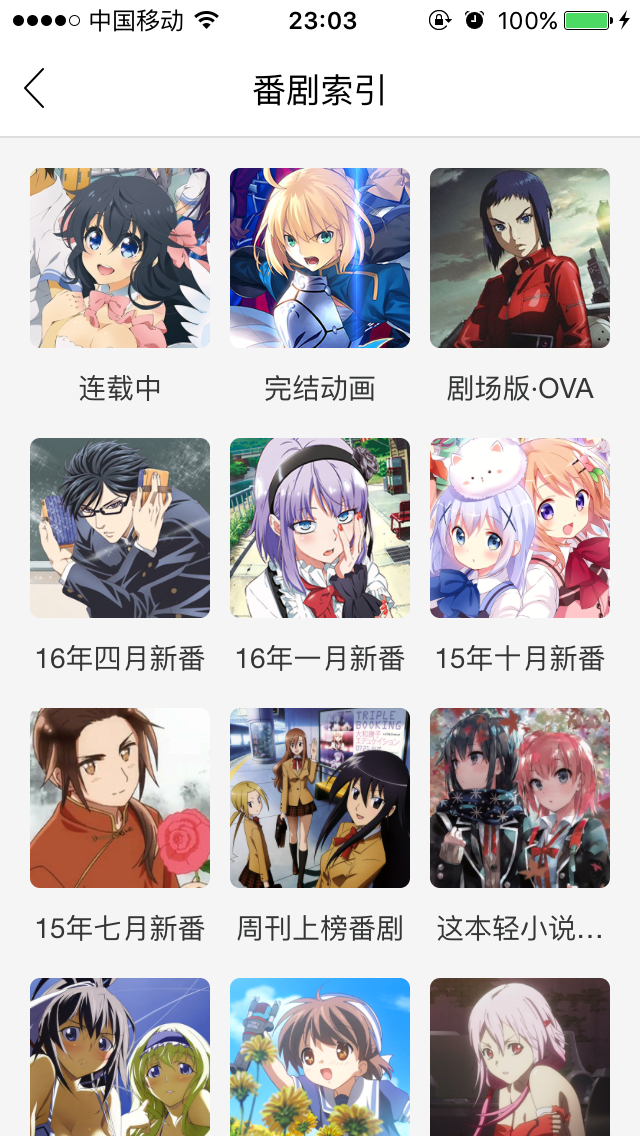 中国移动 23:03 100%
番剧索引
连载中 完结动画 剧场版·OVA
16年四月新番 16年一月新番 15年十月新番
TRIPLE
BOOKING
15年七月新番 周刊上榜番剧 这本轻小说…